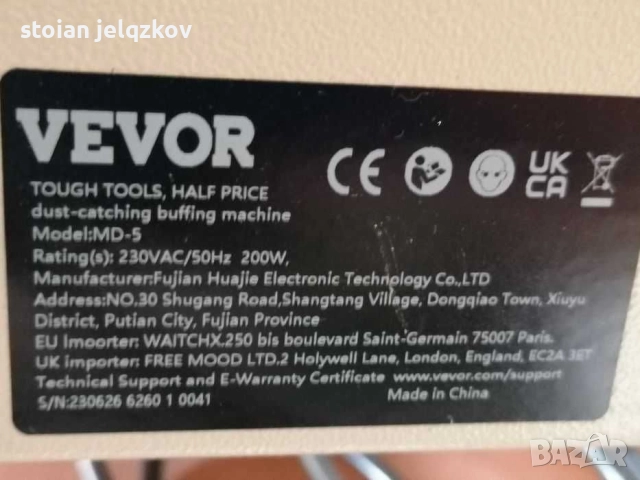 stoian jelqzkov
VEVOR
TOUGH TOOLS, HALF PRICE
dust-catching buffing machine
Model:MD-5
Rating(s): 230VAC/50Hz 200W,
Manufacturer:Fujian Huajie Electronic Technology Co.,LTD
Address:NO.30 Shugang Road,Shangtang Village, Dongqiao Town, Xiuyu
District, Putian City, Fujian Province
EU Imoorter: WAITCHX.250 bis boulevard Saint-Germain 75007 Paris.
UK importer: FREE MOOD LTD.2 Holywell Lane, London, England, EC2A 3ET
Technical Support and E-Warranty Certificate www.vevor.com/support
S/N:230626 6260 1 0041
Made in China
CE
UK
CA
BAZAR